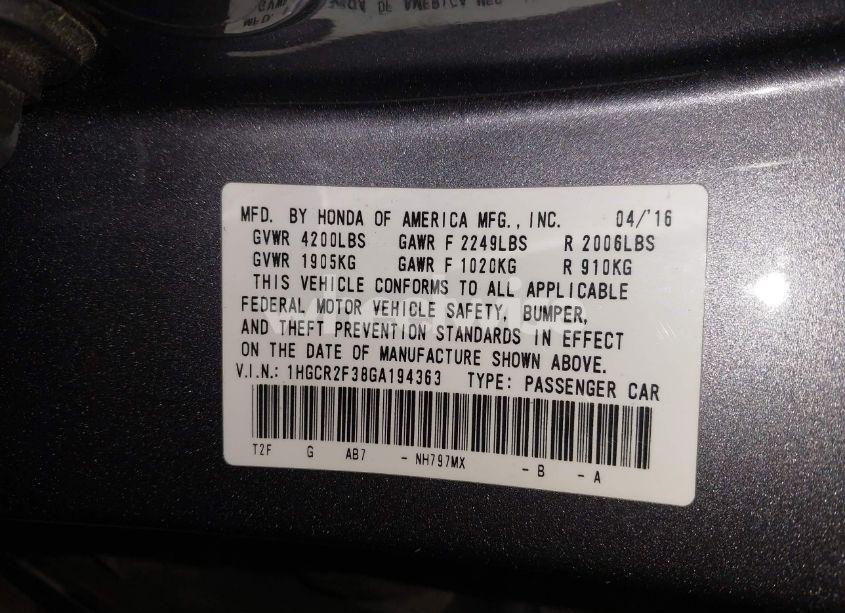 MFD. BY HONDA OF AMERICA MFG., INC. 04/'16
GVWR 4200LBS GAWR F 2249LBS R 2006LBS
GVWR 1905KG GAWR F 1020KG R 910KG
THIS VEHICLE CONFORMS TO ALL APPLICABLE
FEDERAL MOTOR VEHICLE SAFETY, BUMPER,
AND THEFT PREVENTION STANDARDS IN EFFECT
ON THE DATE OF MANUFACTURE SHOWN ABOVE.
V.I.N.: 1HGCR2F38GA194363 TYPE: PASSENGER CAR
T2F G AB7 - NH797MX - B - A